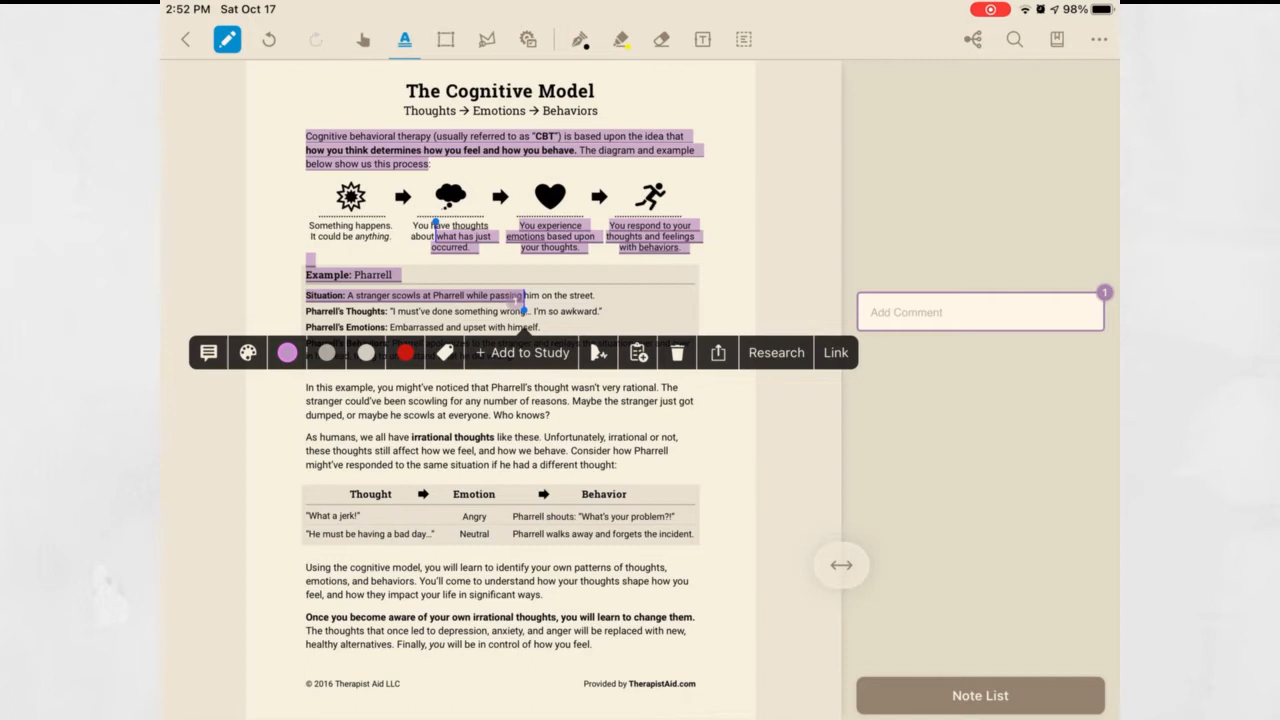 2:52 PM Sat Oct 17
98%
The Cognitive Model
Thoughts → Emotions → Behaviors
Cognitive behavioral therapy (usually referred to as “CBT”) is based upon the idea that
how you think determines how you feel and how you behave. The diagram and example
below show us this process:
Something happens.
It could be anything.
You have thoughts
about what has just
occurred.
You experience
emotions based upon
your thoughts.
You respond to your
thoughts and feelings
with behaviors.
Example: Pharrell
Situation: A stranger scowls at Pharrell while passing him on the street.
Pharrell’s Thoughts: “I must’ve done something wrong… I’m so awkward.”
Pharrell’s Emotions: Embarrassed and upset with himself.
+ Add to Study
Research
Link
In this example, you might’ve noticed that Pharrell’s thought wasn’t very rational. The
stranger could’ve been scowling for any number of reasons. Maybe the stranger just got
dumped, or maybe he scowls at everyone. Who knows?
As humans, we all have irrational thoughts like these. Unfortunately, irrational or not,
these thoughts still affect how we feel, and how we behave. Consider how Pharrell
might’ve responded to the same situation if he had a different thought:
Thought Emotion Behavior
“What a jerk!” Angry Pharrell shouts: “What’s your problem?!”
“He must be having a bad day…” Neutral Pharrell walks away and forgets the incident.
Using the cognitive model, you will learn to identify your own patterns of thoughts,
emotions, and behaviors. You’ll come to understand how your thoughts shape how you
feel, and how they impact your life in significant ways.
Once you become aware of your own irrational thoughts, you will learn to change them.
The thoughts that once led to depression, anxiety, and anger will be replaced with new,
healthy alternatives. Finally, you will be in control of how you feel.
© 2016 Therapist Aid LLC
Provided by TherapistAid.com
1
Add Comment
Note List